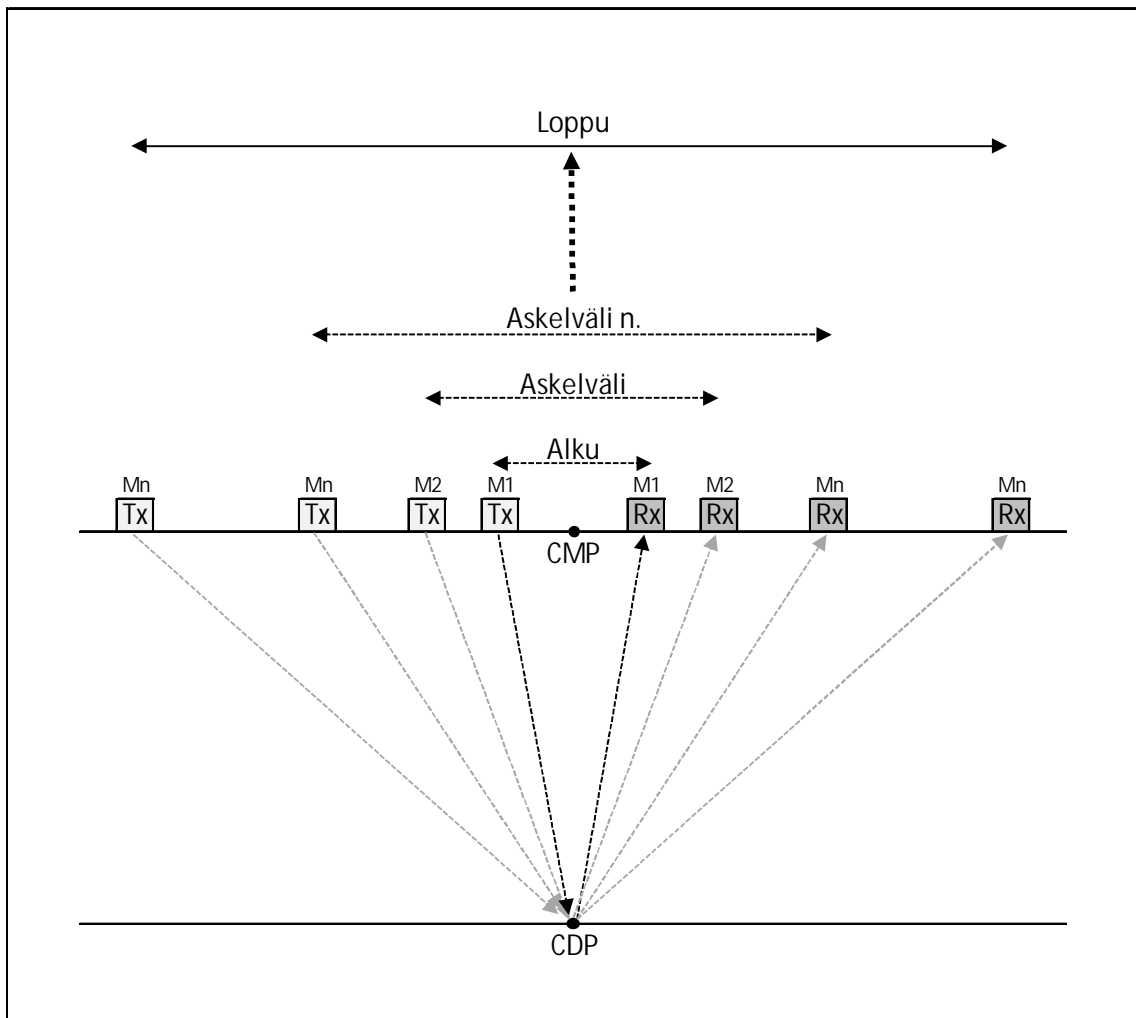 Loppu
Askelväli n.
Askelväli
Alku
Mn Mn M2 M1 M1 M2 Mn Mn
Tx Tx Tx Tx Rx Rx Rx Rx
CMP
CDP